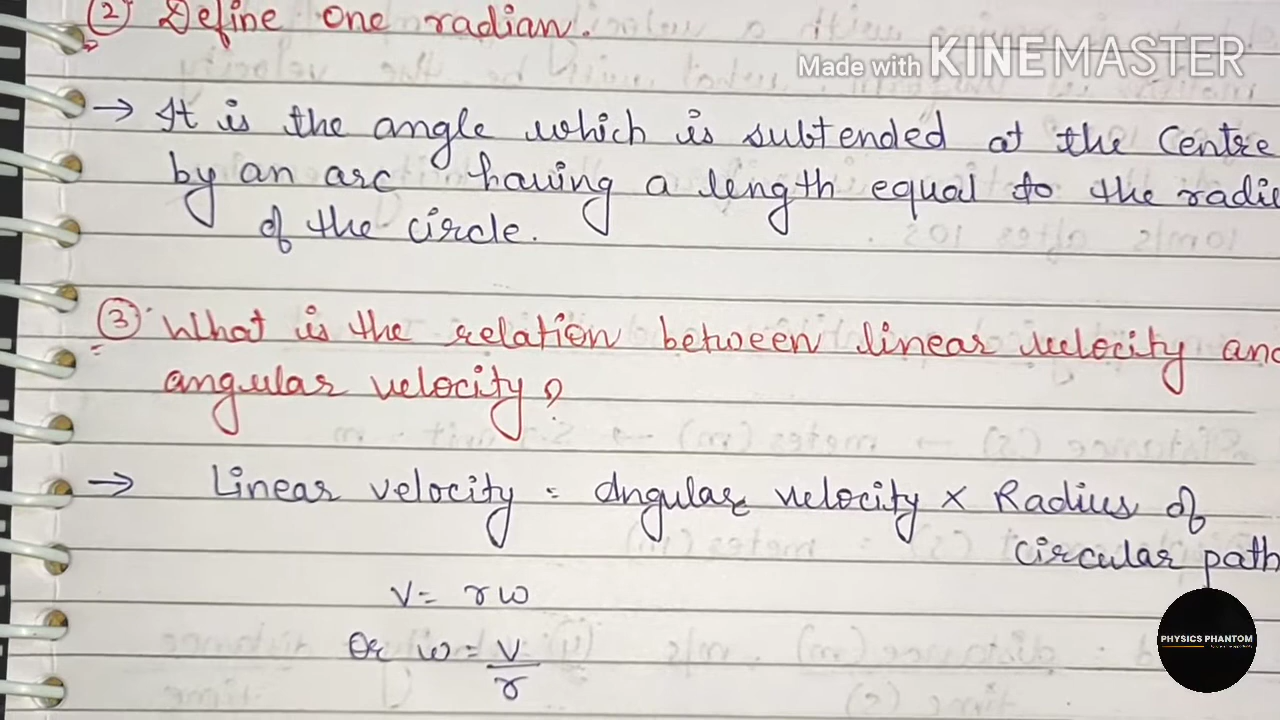 (2) Define one radian.
Made with KINEMASTER
→ It is the angle which is subtended at the centre
by an arc having a length equal to the radiu
of the circle.
(3) What is the relation between linear velocity and
angular velocity?
→ Linear velocity = Angular velocity × Radius of
circular path
v = rω
Or ω = v/r
PHYSICS PHANTOM